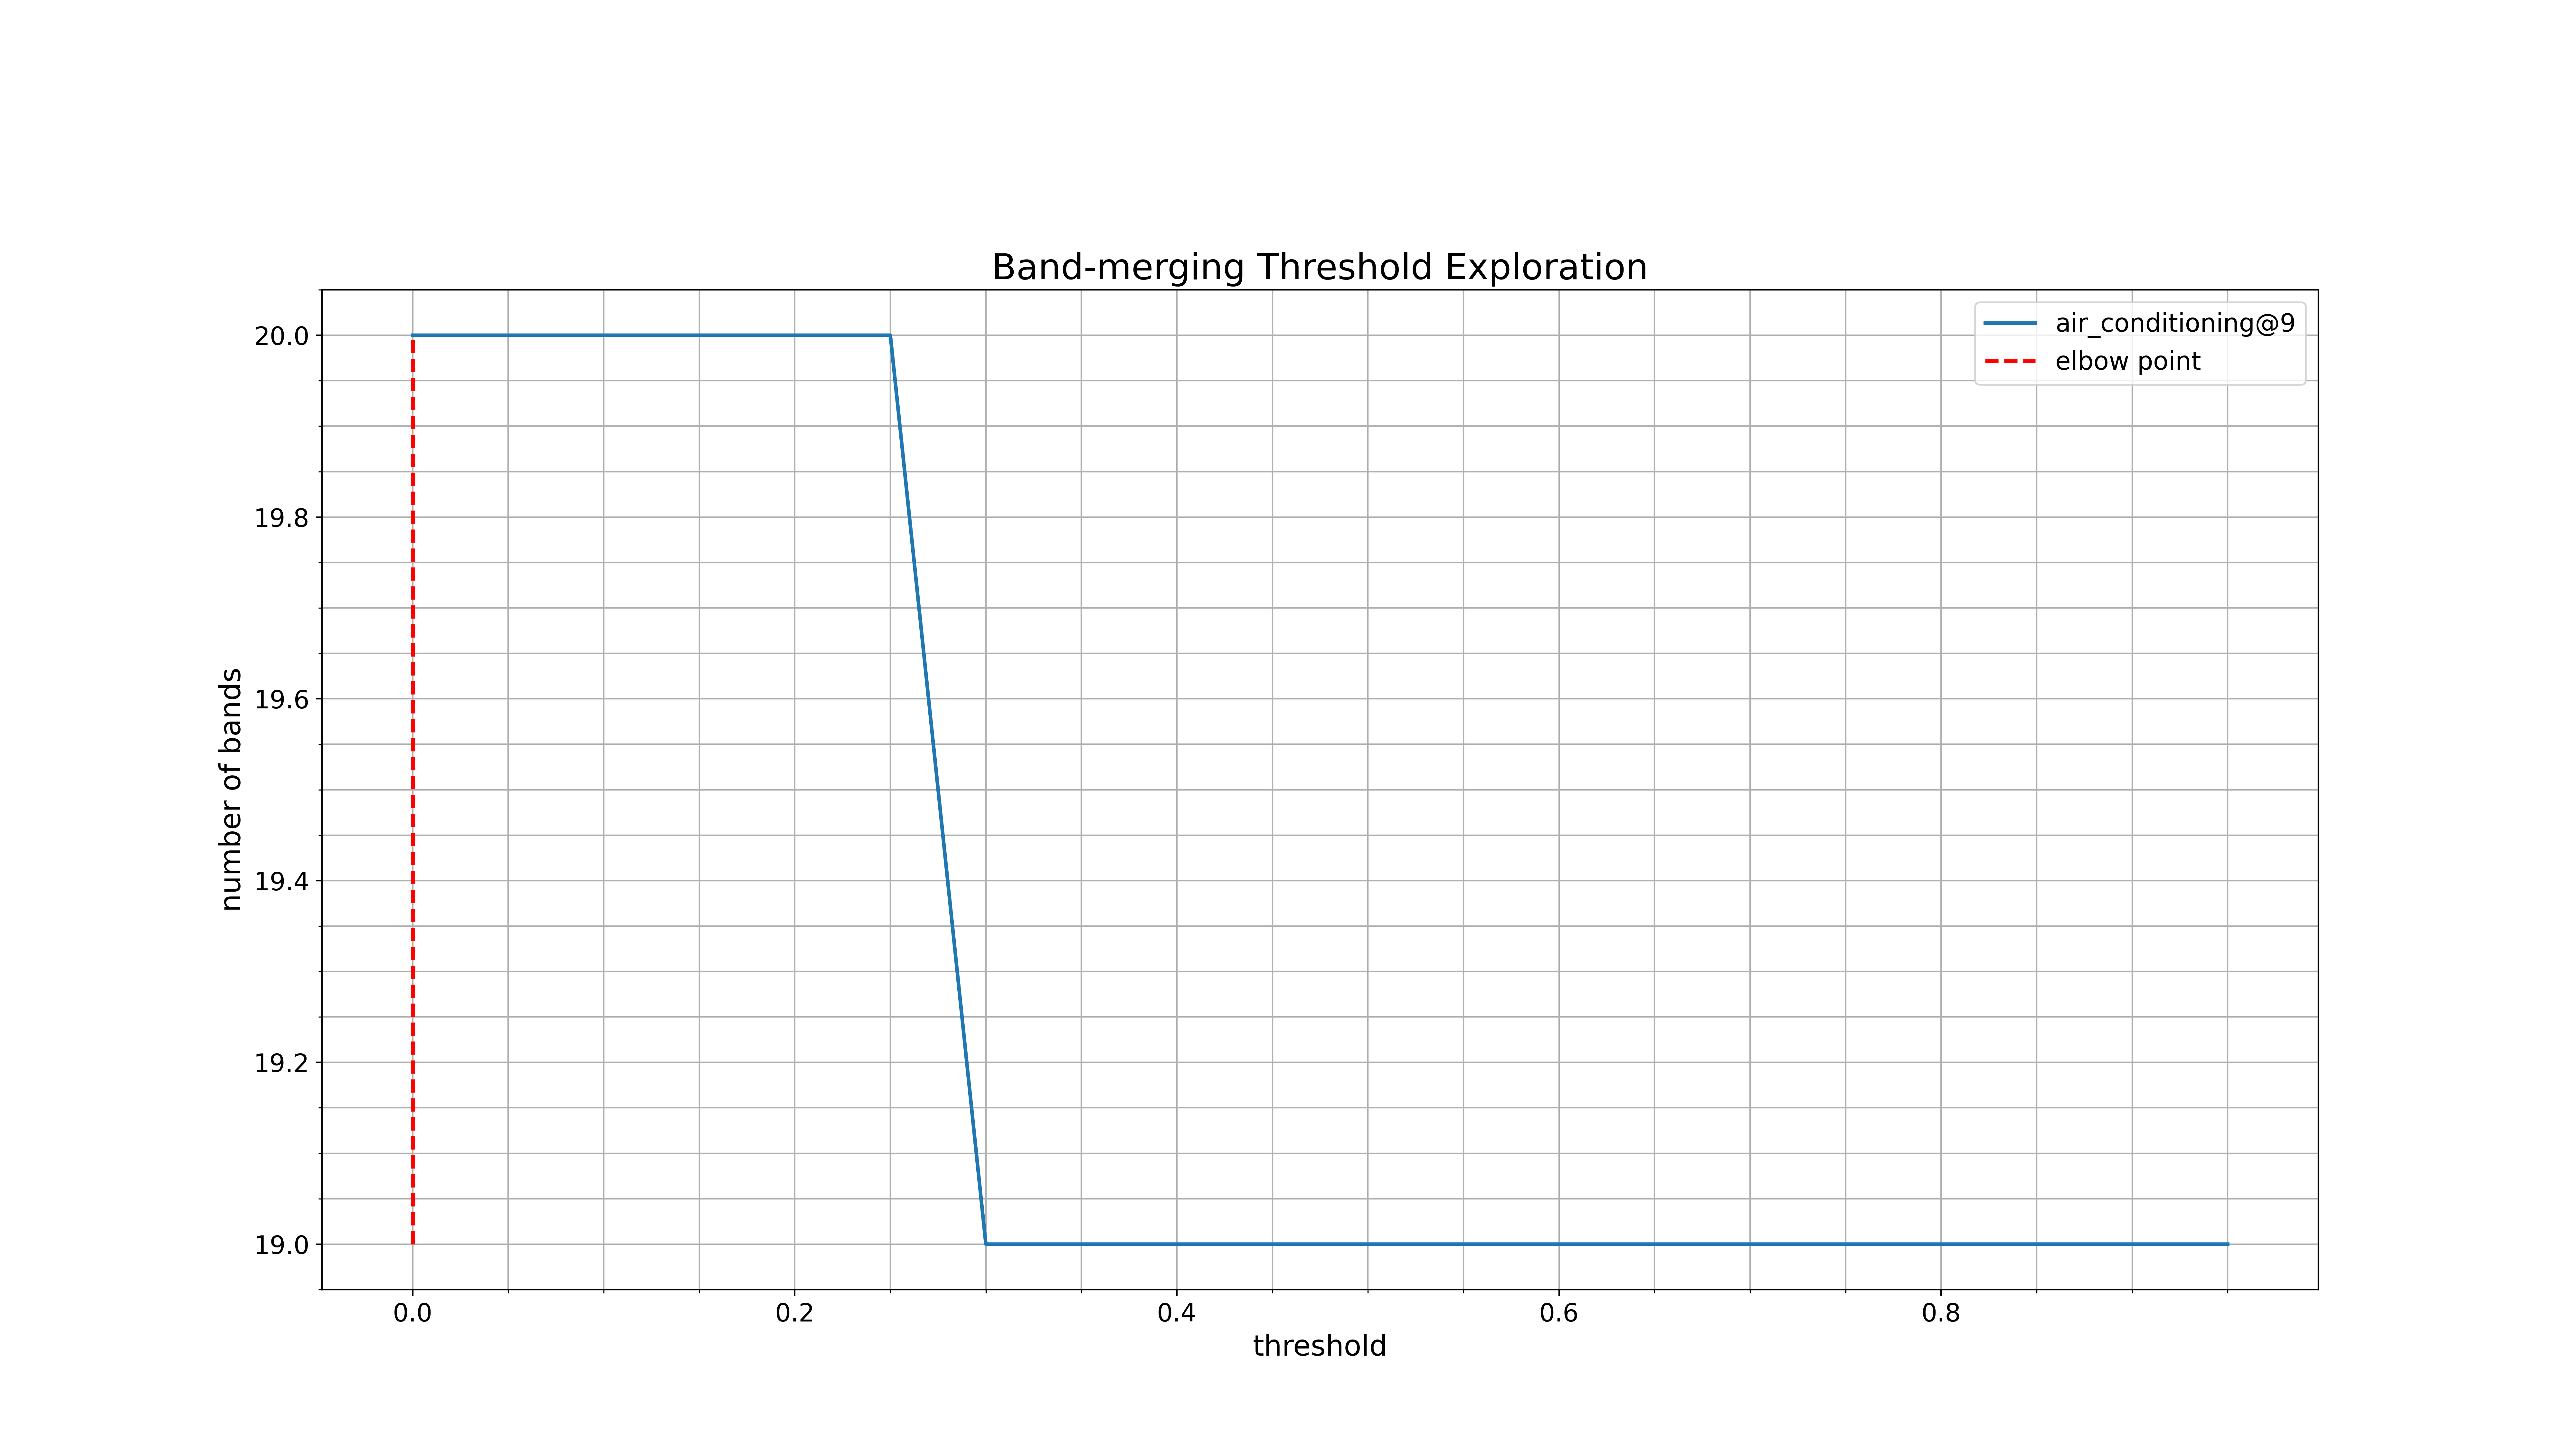 Band-merging Threshold Exploration
air_conditioning@9
elbow point
20.0
19.8
19.6
19.4
19.2
19.0
number of bands
0.0 0.2 0.4 0.6 0.8
threshold